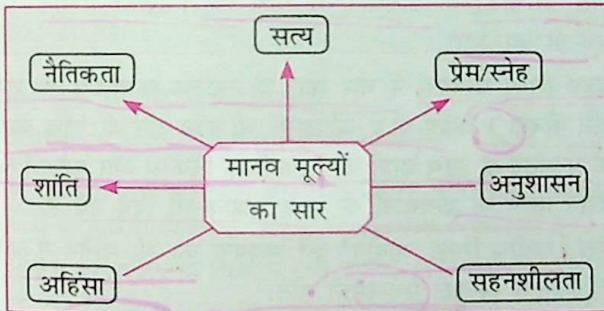 सत्य
नैतिकता
प्रेम/स्नेह
मानव मूल्यों
का सार
शांति
अनुशासन
अहिंसा
सहनशीलता